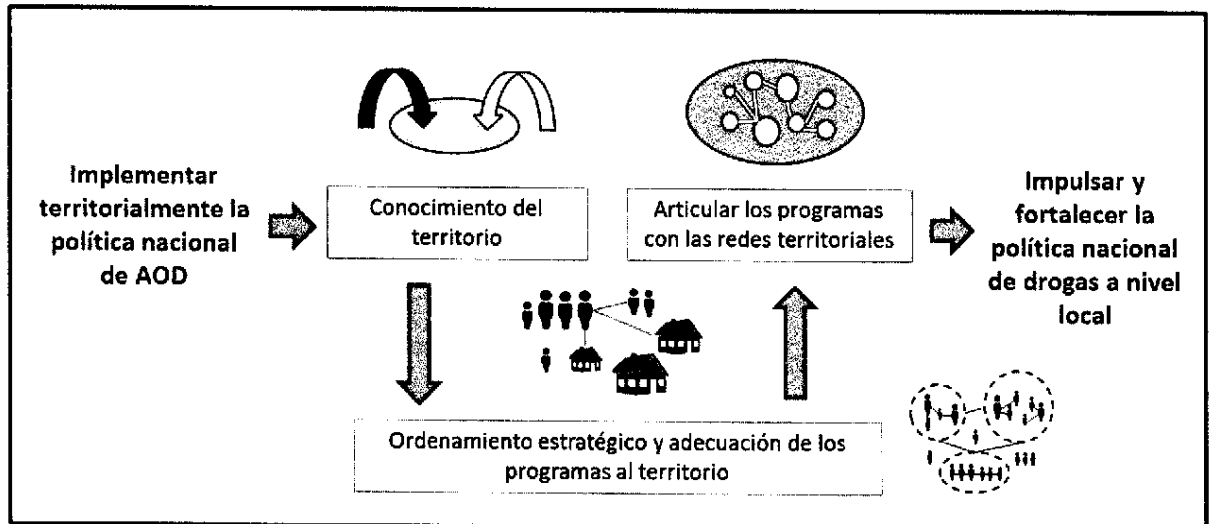 Implementar
territorialmente la
política nacional
de AOD
Conocimiento del
territorio
Articular los programas
con las redes territoriales
Impulsar y
fortalecer la
política nacional
de drogas a nivel
local
Ordenamiento estratégico y adecuación de los
programas al territorio